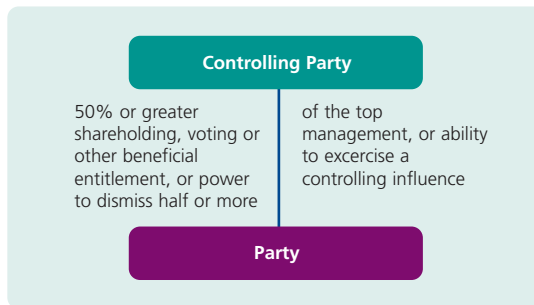 Controlling Party
50% or greater
shareholding, voting or
other beneficial
entitlement, or power
to dismiss half or more
of the top
management, or ability
to excercise a
controlling influence
Party